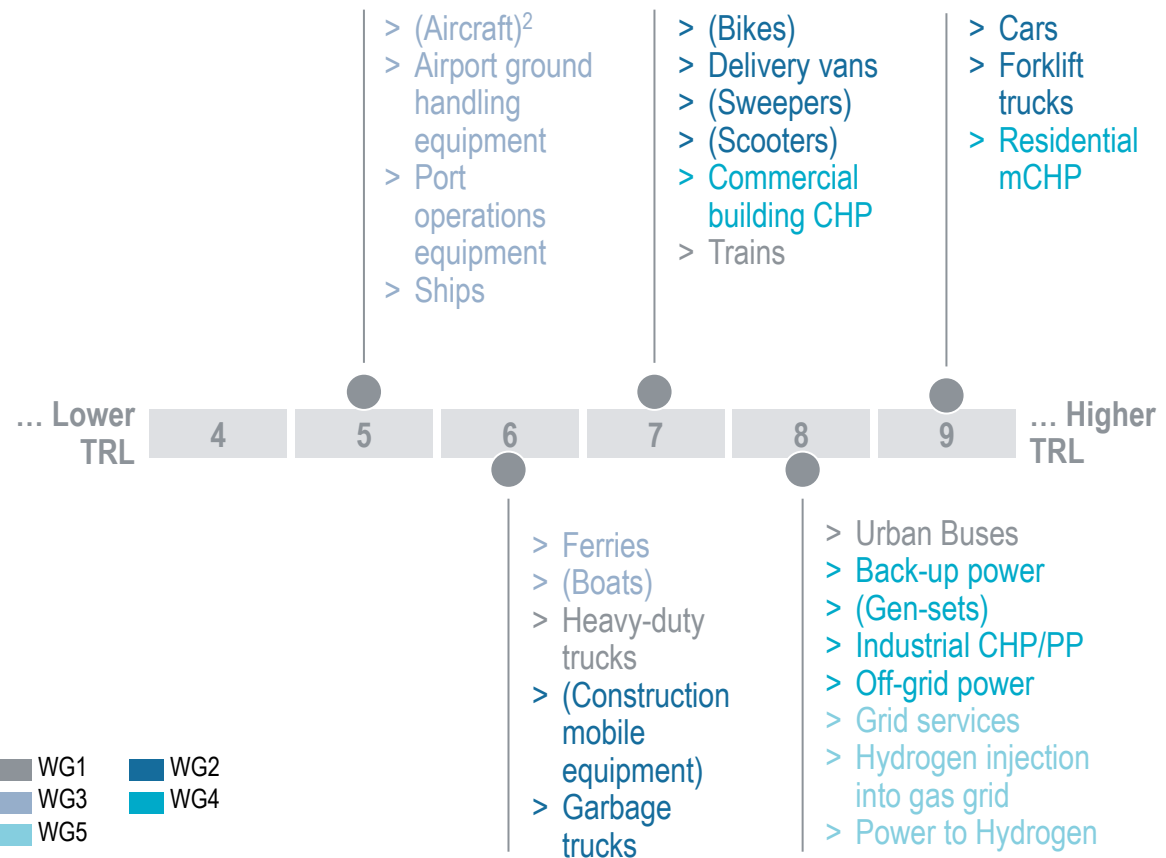 > (Aircraft)2
> Airport ground
handling
equipment
> Port
operations
equipment
> Ships
> (Bikes)
> Delivery vans
> (Sweepers)
> (Scooters)
> Commercial
building CHP
> Trains
> Cars
> Forklift
trucks
> Residential
mCHP
... Lower
TRL
4 5 6 7 8 9
... Higher
TRL
> Ferries
> (Boats)
> Heavy-duty
trucks
> (Construction
mobile
equipment)
> Garbage
trucks
> Urban Buses
> Back-up power
> (Gen-sets)
> Industrial CHP/PP
> Off-grid power
> Grid services
> Hydrogen injection
into gas grid
> Power to Hydrogen
WG1 WG2
WG3 WG4
WG5